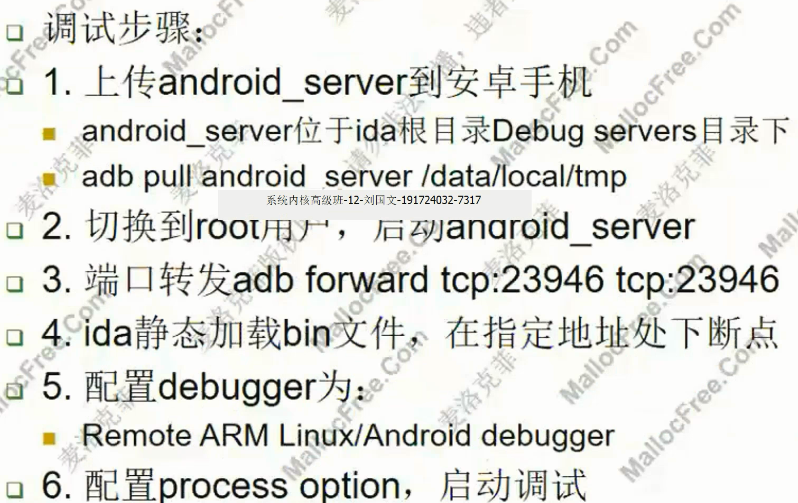 调试步骤：
1. 上传android_server到安卓手机
android_server位于ida根目录Debug servers目录下
adb pull android_server /data/local/tmp
系统内核高级班-12-刘国文-191724032-7317
2. 切换到root用户，启动android_server
3. 端口转发adb forward tcp:23946 tcp:23946
4. ida静态加载bin文件，在指定地址处下断点
5. 配置debugger为：
Remote ARM Linux/Android debugger
6. 配置process option，启动调试